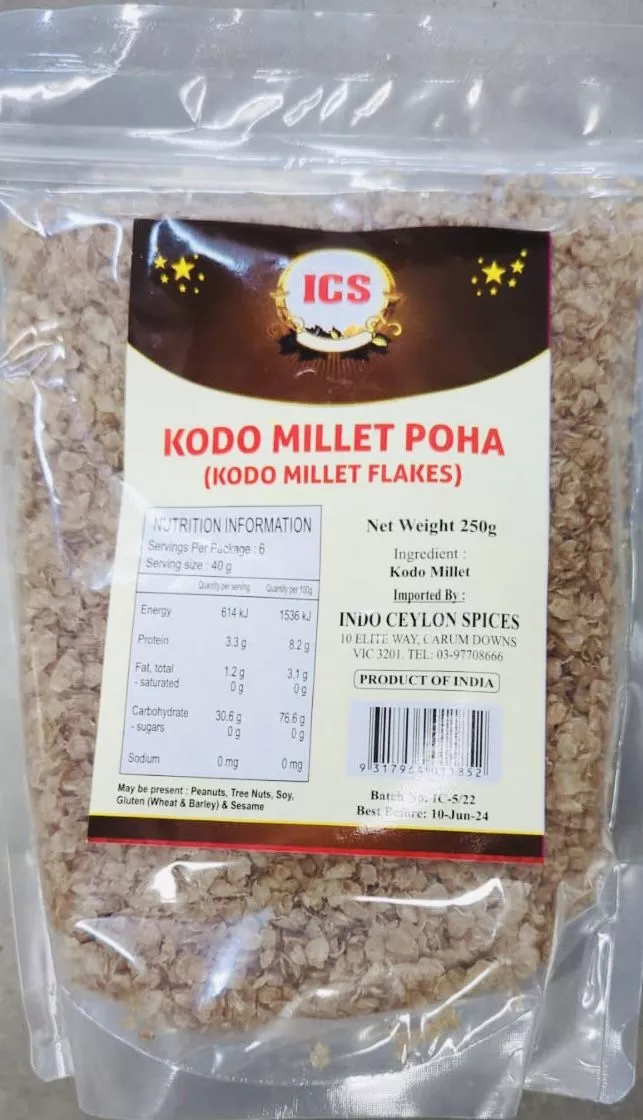 ICS
KODO MILLET POHA
(KODO MILLET FLAKES)
NUTRITION INFORMATION
Servings Per Package : 6
Serving size : 40 g
Quantity per serving Quantity per 100g
Energy 614 kJ 1536 kJ
Protein 3.3 g 8.2 g
Fat, total 1.2 g 3.1 g
- saturated 0 g 0 g
Carbohydrate 30.6 g 76.6 g
- sugars 0 g 0 g
Sodium 0 mg 0 mg
May be present : Peanuts, Tree Nuts, Soy,
Gluten (Wheat & Barley) & Sesame
Net Weight 250g
Ingredient :
Kodo Millet
Imported By :
INDO CEYLON SPICES
10 ELITE WAY, CARUM DOWNS
VIC 3201. TEL: 03-97708666
PRODUCT OF INDIA
Batch No: IC-5/22
Best Before: 10-Jun-24